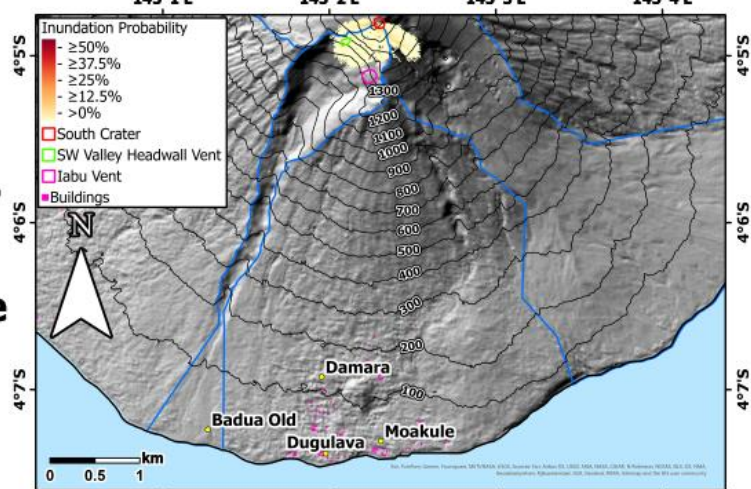 Inundation Probability
- ≥50%
- ≥37.5%
- ≥25%
- ≥12.5%
- >0%
South Crater
SW Valley Headwall Vent
Iabu Vent
Buildings
4°5'S
4°5'S
1300
1200
1100
1000
900
800
700
600
500
400
300
200
100
N
4°6'S
4°6'S
e
4°7'S
4°7'S
Damara
Badua Old
Dugulava
Moakule
km
0 0.5 1